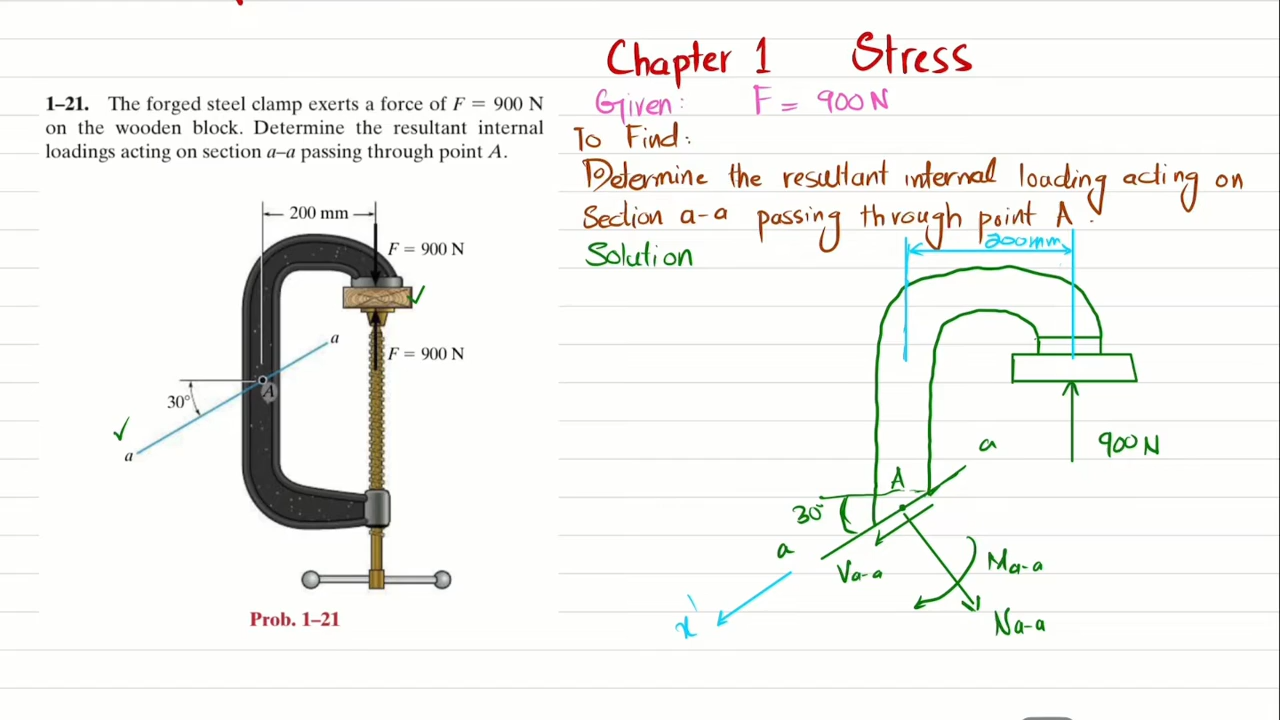 Chapter 1 Stress
1–21. The forged steel clamp exerts a force of F = 900 N
on the wooden block. Determine the resultant internal
loadings acting on section a–a passing through point A.
200 mm
F = 900 N
a
F = 900 N
A
30°
a
Prob. 1–21
Given: F = 900 N
To Find:
Determine the resultant internal loading acting on
Section a-a passing through point A.
Solution
200mm
900 N
a
A
30°
a
Va-a
Ma-a
x'
Na-a